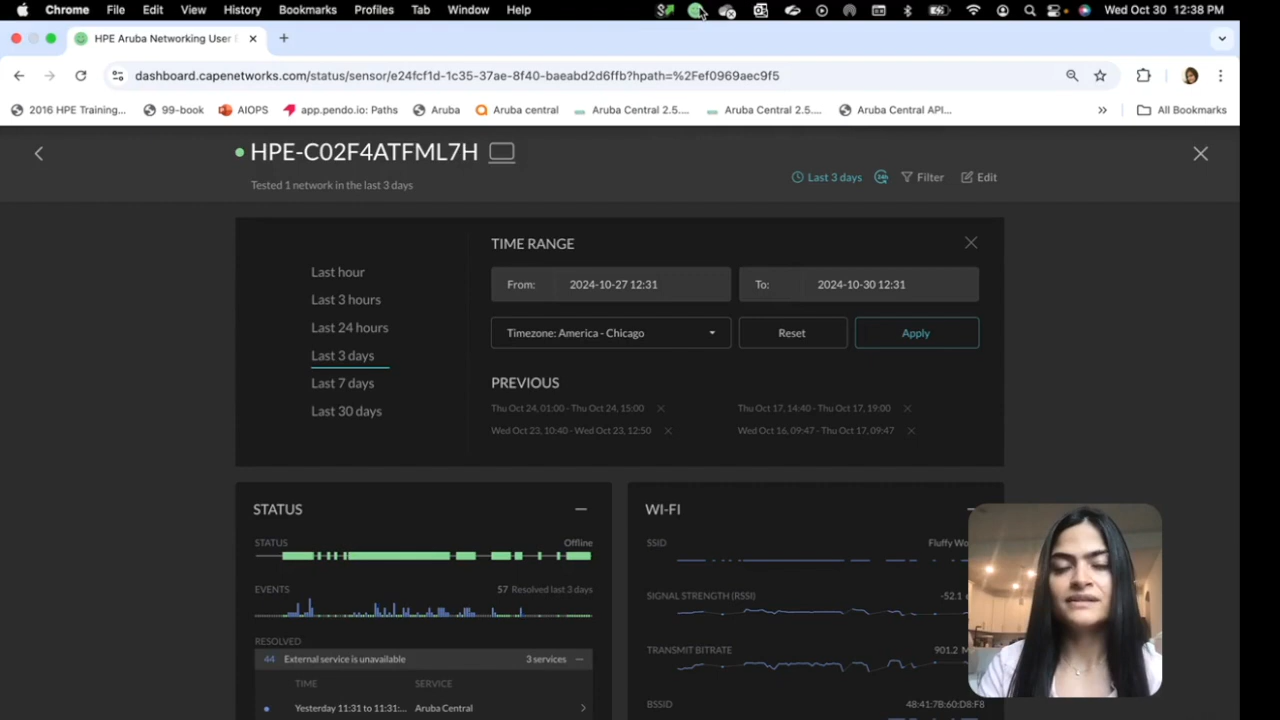 Chrome File Edit View History Bookmarks Profiles Tab Window Help Wed Oct 30 12:38 PM
HPE Aruba Networking User
dashboard.capenetworks.com/status/sensor/e24fcf1d-1c35-37ae-8f40-baeabd2d6ffb?hpath=%2Fef0969aec9f5
2016 HPE Training... 99-book AIOPS app.pendo.io: Paths Aruba Aruba central Aruba Central 2.5.... Aruba Central 2.5.... Aruba Central API... » All Bookmarks
HPE-C02F4ATFML7H
Tested 1 network in the last 3 days
Last 3 days Filter Edit
TIME RANGE
Last hour
From: 2024-10-27 12:31 To: 2024-10-30 12:31
Last 3 hours
Last 24 hours
Timezone: America - Chicago Reset Apply
Last 3 days
Last 7 days
PREVIOUS
Last 30 days
Thu Oct 24, 01:00 - Thu Oct 24, 15:00 Thu Oct 17, 14:40 - Thu Oct 17, 19:00
Wed Oct 23, 10:40 - Wed Oct 23, 12:50 Wed Oct 16, 09:47 - Thu Oct 17, 09:47
STATUS
STATUS Offline
EVENTS 57 Resolved last 3 days
RESOLVED
44 External service is unavailable 3 services
TIME SERVICE
Yesterday 11:31 to 11:31:... Aruba Central
WI-FI
SSID Fluffy Wo
SIGNAL STRENGTH (RSSI) -52.1
TRANSMIT BITRATE 901.2 M
BSSID 48:41:7B:60:D8:F8